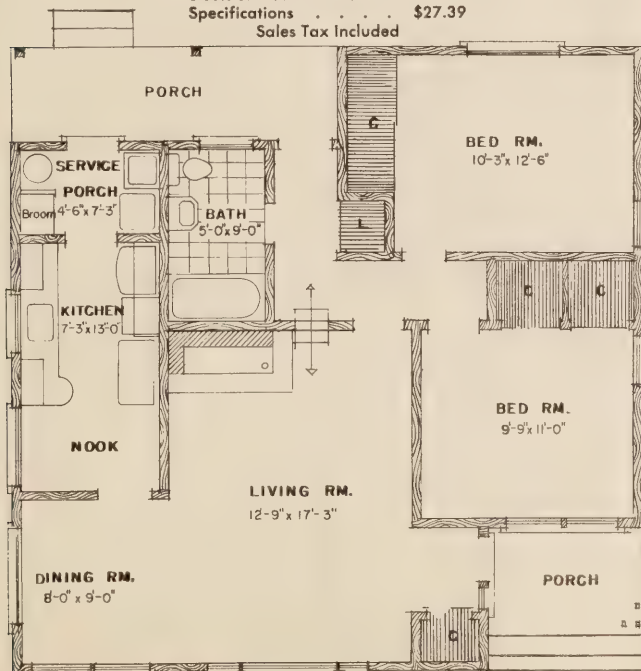 Specifications . . . . $27.39
Sales Tax Included
PORCH
C
BED RM.
10'-3" x 12'-6"
SERVICE
PORCH
4'-6" x 7'-3"
Broom
BATH
5'-0" x 9'-0"
L
KITCHEN
7'-3" x 13'-0"
C
C
BED RM.
9'-9" x 11'-0"
NOOK
LIVING RM.
12'-9" x 17'-3"
DINING RM.
8'-0" x 9'-0"
PORCH
C